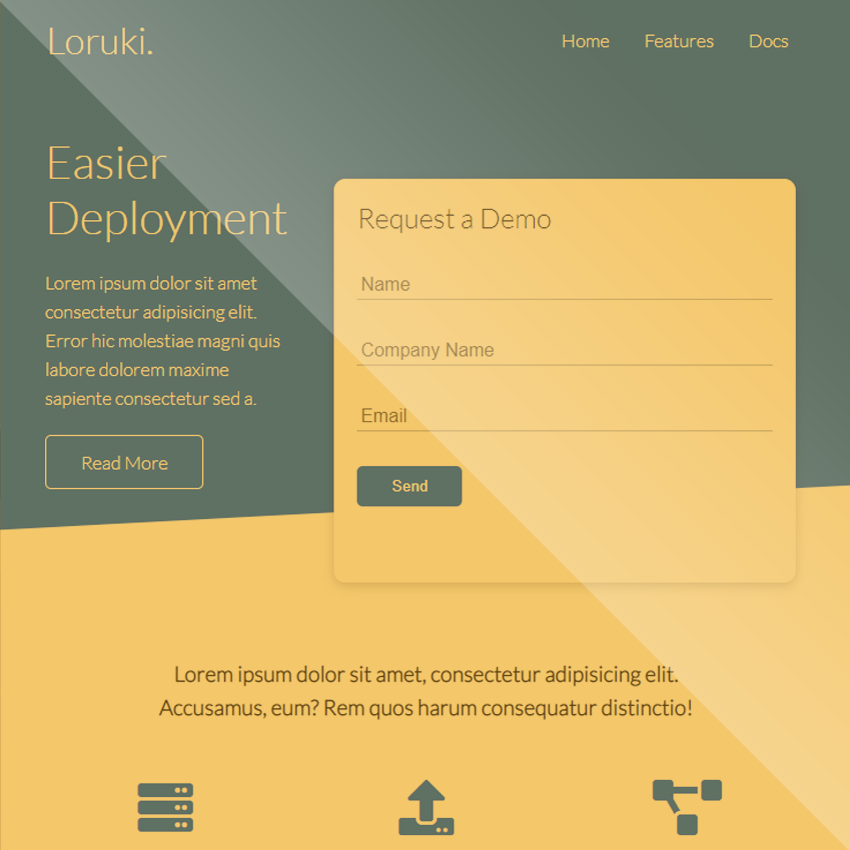 Loruki.
Home Features Docs
Easier
Deployment
Lorem ipsum dolor sit amet
consectetur adipisicing elit.
Error hic molestiae magni quis
labore dolorem maxime
sapiente consectetur sed a.
Read More
Request a Demo
Name
Company Name
Email
Send
Lorem ipsum dolor sit amet, consectetur adipisicing elit.
Accusamus, eum? Rem quos harum consequatur distinctio!